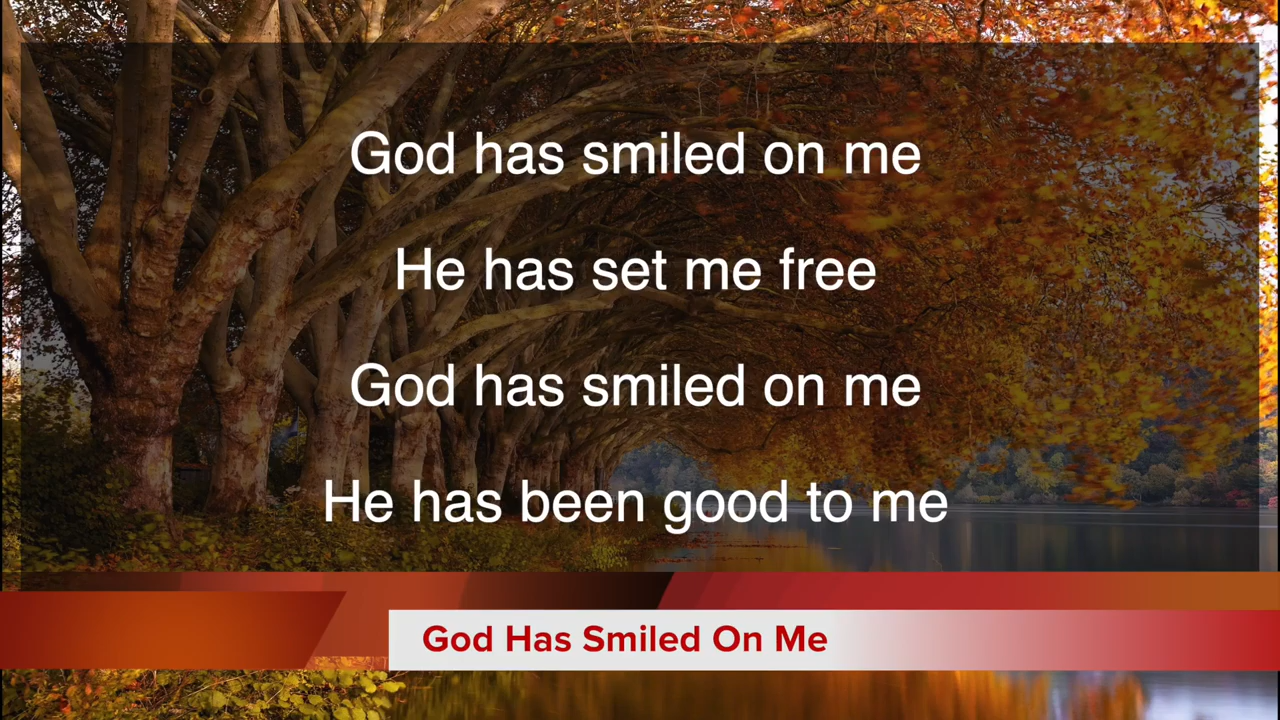 God has smiled on me
He has set me free
God has smiled on me
He has been good to me
God Has Smiled On Me